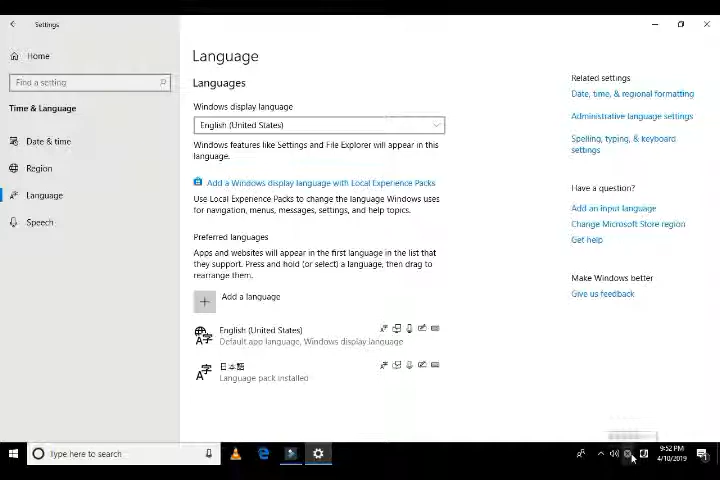 Settings
Home
Find a setting
Time & Language
Date & time
Region
Language
Speech
Language
Languages
Windows display language
English (United States)
Windows features like Settings and File Explorer will appear in this
language.
Add a Windows display language with Local Experience Packs
Use Local Experience Packs to change the language Windows uses
for navigation, menus, messages, settings, and help topics.
Preferred languages
Apps and websites will appear in the first language in the list that
they support. Press and hold (or select) a language, then drag to
rearrange them.
Add a language
English (United States)
Default app language, Windows display language
日本語
Language pack installed
Related settings
Date, time, & regional formatting
Administrative language settings
Spelling, typing, & keyboard
settings
Have a question?
Add an input language
Change Microsoft Store region
Get help
Make Windows better
Give us feedback
Type here to search
9:52 PM
4/10/2019